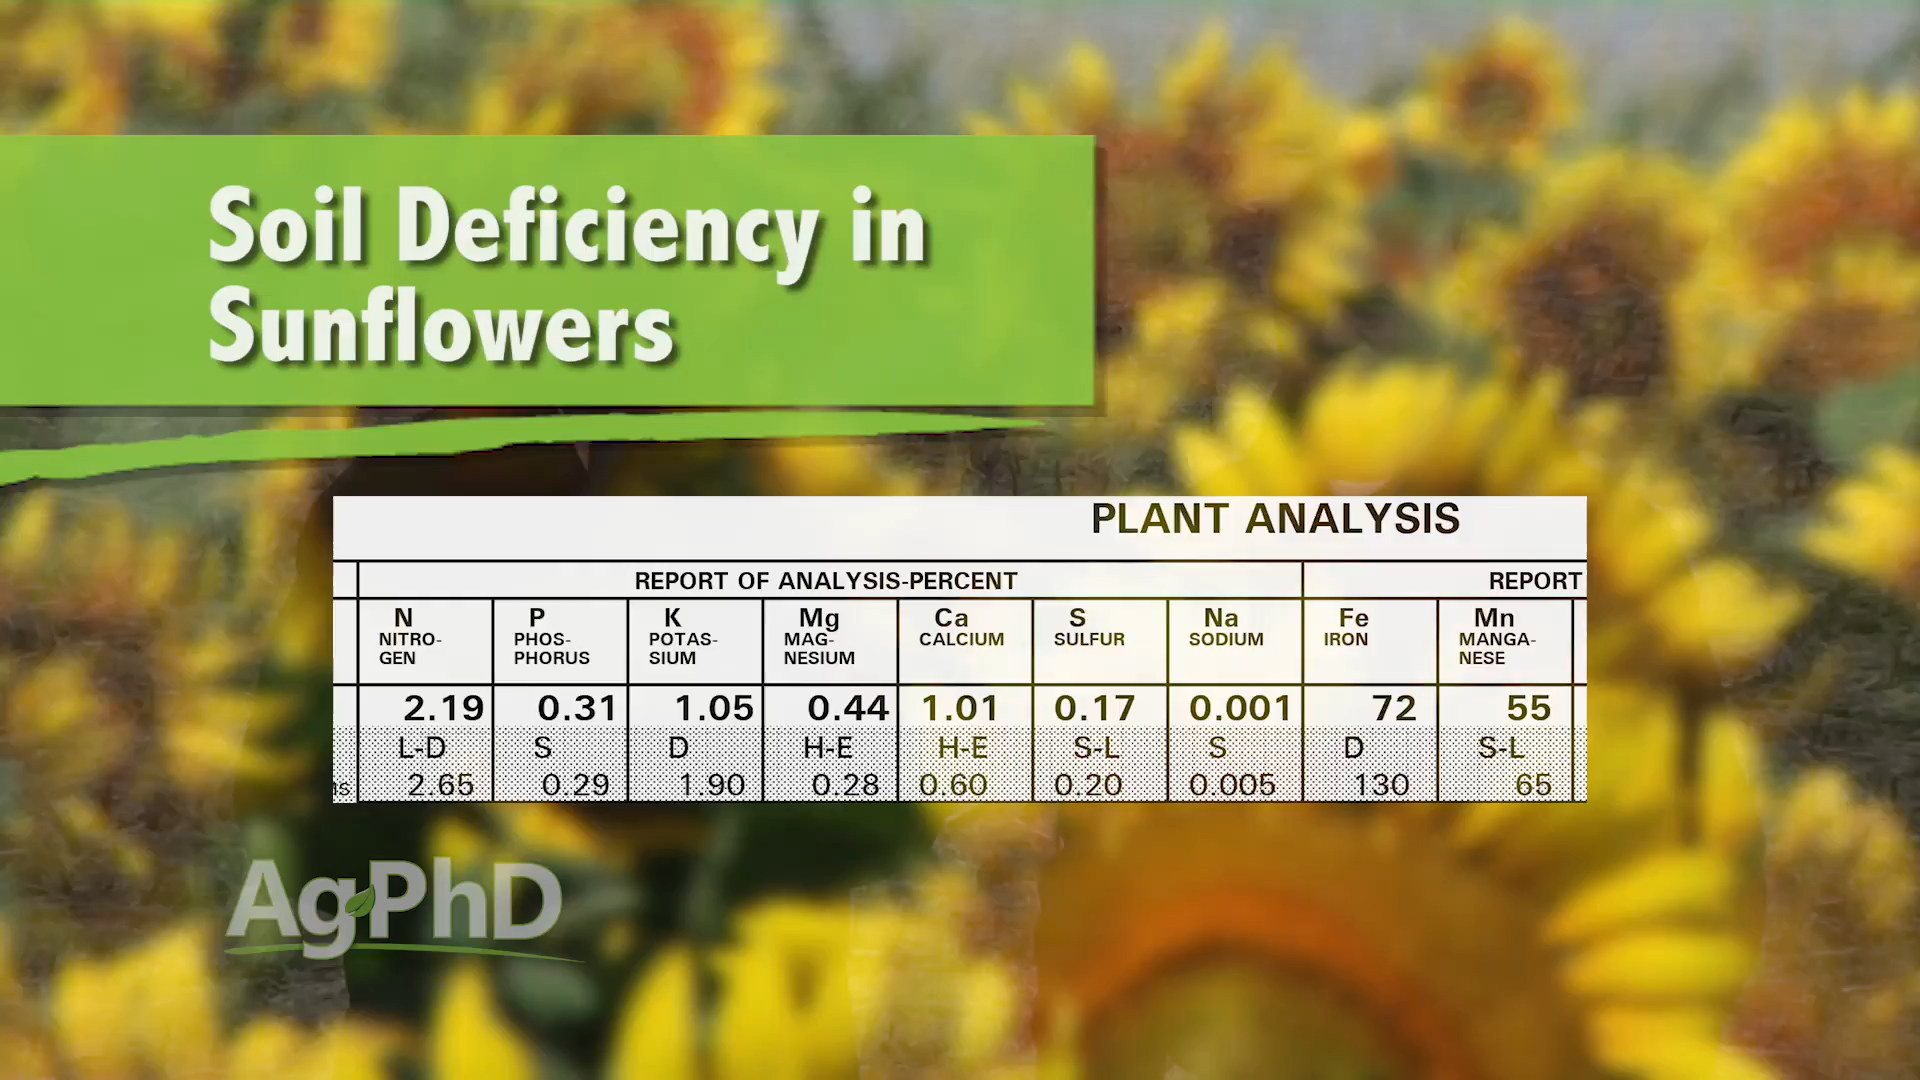 Soil Deficiency in
Sunflowers
PLANT ANALYSIS
REPORT OF ANALYSIS-PERCENT REPORT
N P K Mg Ca S Na Fe Mn
NITRO- PHOS- POTAS- MAG- CALCIUM SULFUR SODIUM IRON MANGA-
GEN PHORUS SIUM NESIUM NESE
2.19 0.31 1.05 0.44 1.01 0.17 0.001 72 55
L-D S D H-E H-E S-L S D S-L
2.65 0.29 1.90 0.28 0.60 0.20 0.005 130 65
AgPhD